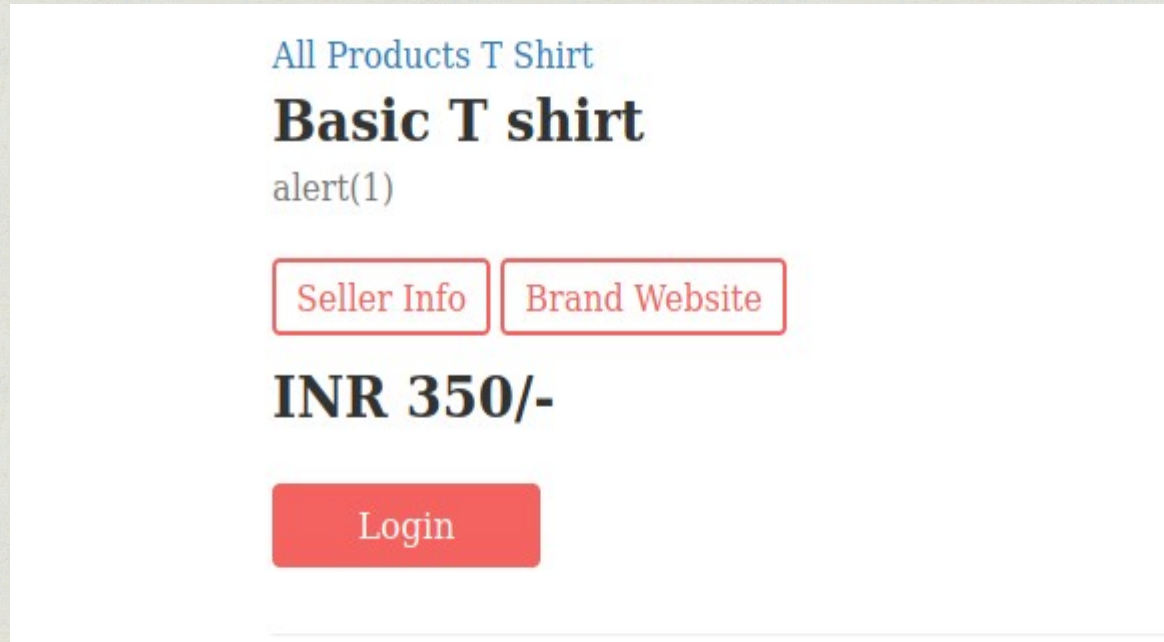 All Products T Shirt
Basic T shirt
alert(1)
Seller Info Brand Website
INR 350/-
Login